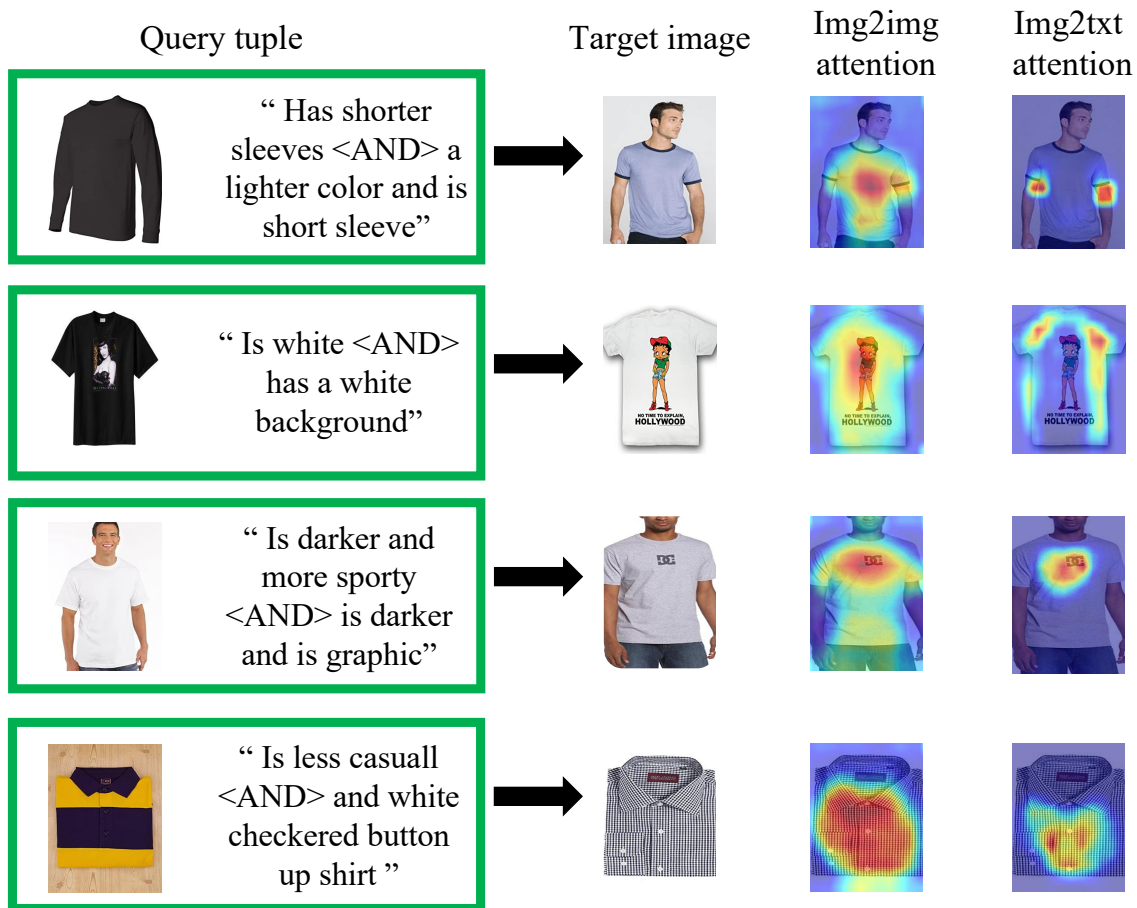 Query tuple
Target image
Img2img
attention
Img2txt
attention
“ Has shorter
sleeves <AND> a
lighter color and is
short sleeve”
“ Is white <AND>
has a white
background”
NO TIME TO EXPLAIN,
HOLLYWOOD
NO TIME TO EXPLAIN,
HOLLYWOOD
NO TIME TO EXPLAIN,
HOLLYWOOD
“ Is darker and
more sporty
<AND> is darker
and is graphic”
DC
DC
DC
“ Is less casuall
<AND> and white
checkered button
up shirt ”